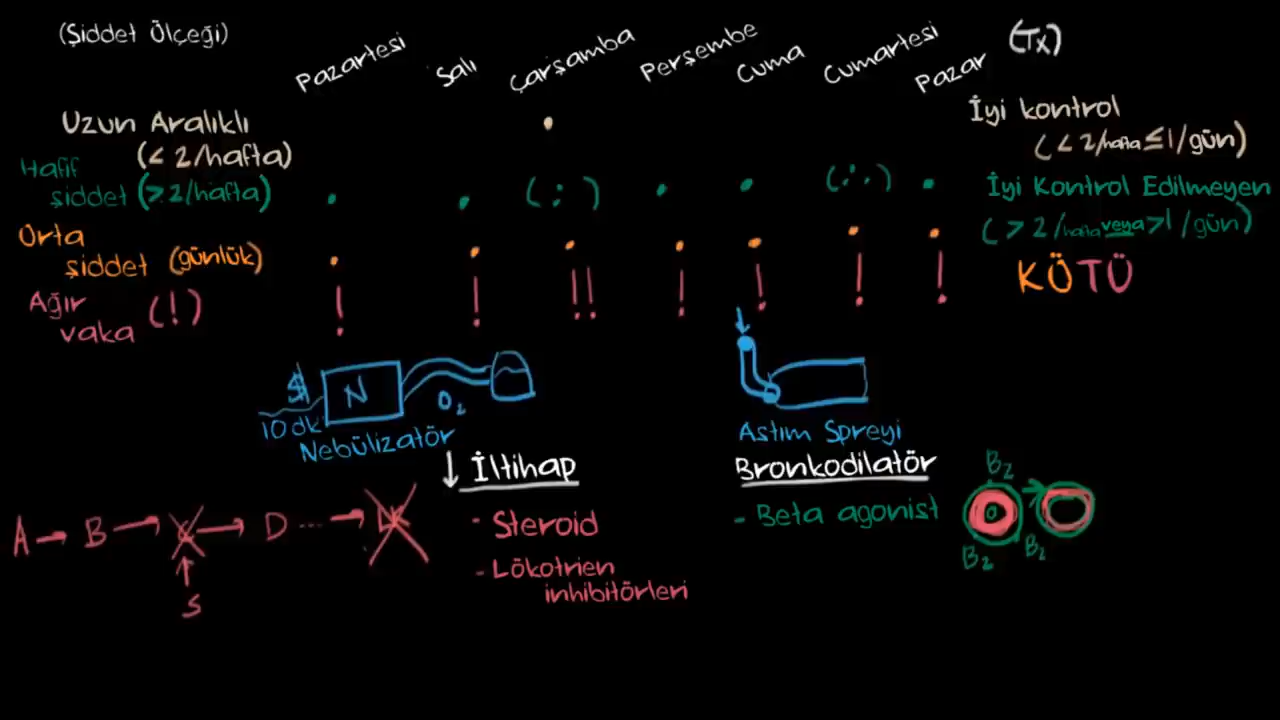 (Şiddet Ölçeği)
Pazartesi
Salı
Çarşamba
Perşembe
Cuma
Cumartesi
Pazar
(Tx)
Uzun Aralıklı
(< 2/hafta)
Hafif
şiddet (> 2/hafta)
Orta
şiddet (günlük)
Ağır
vaka (!)
İyi kontrol
(< 2/hafta ≤1/gün)
İyi Kontrol Edilmeyen
(> 2/hafta veya >1/gün)
KÖTÜ
$
10 dk
N
O₂
Nebülizatör
Astım Spreyi
↓ İltihap
- Steroid
- Lökotrien
inhibitörleri
Bronkodilatör
- Beta agonist
B₂
B₂
B₂
A → B → C → D ... →
S